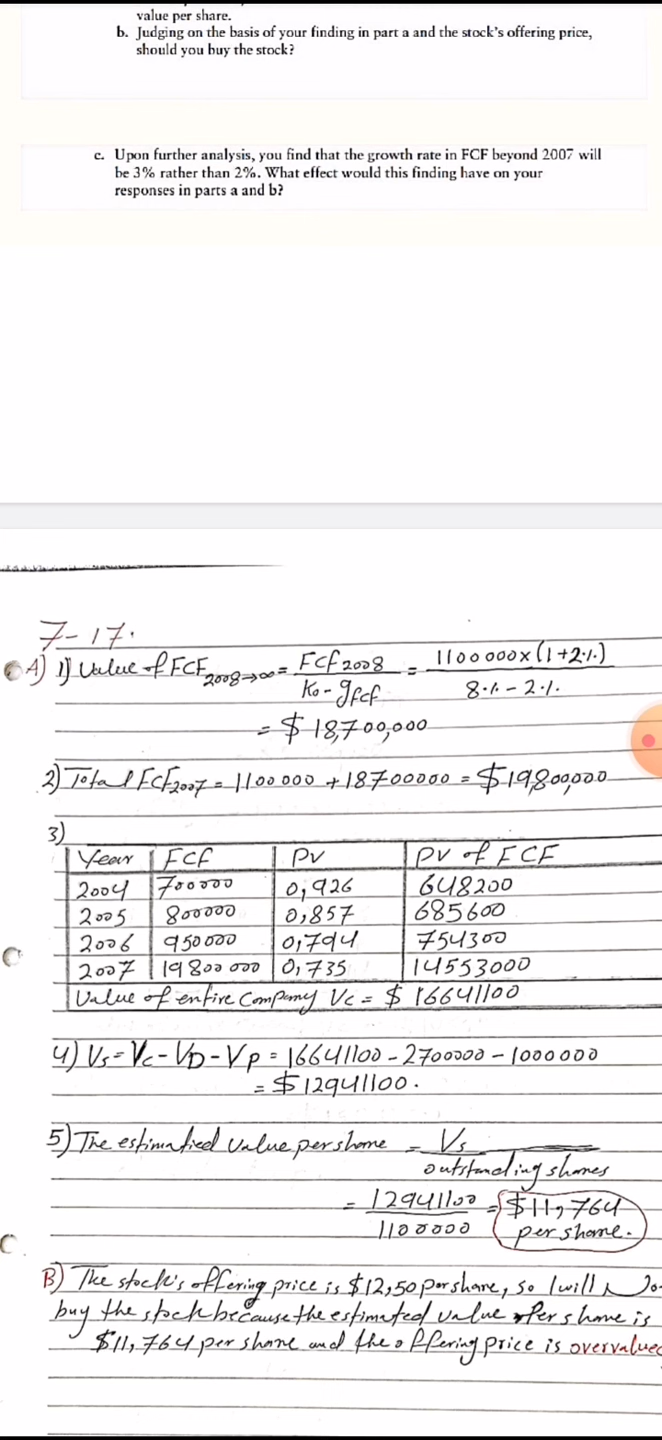 value per share.
b. Judging on the basis of your finding in part a and the stock's offering price,
should you buy the stock?
c. Upon further analysis, you find that the growth rate in FCF beyond 2007 will
be 3% rather than 2%. What effect would this finding have on your
responses in parts a and b?
7-17.
A) 1) Value of FCF2008→∞ = FCF2008 / Ko - gFCF = 1100000x(1+2%) / 8% - 2%
= $ 18,700,000
2) Total FCF2007 = 1100000 + 18700000 = $19,800,000
3)
Year FCF PV PV of FCF
2004 700000 0,926 648200
2005 800000 0,857 685600
2006 950000 0,794 754300
2007 19800000 0,735 14553000
Value of entire Company Vc = $ 16641100
4) Vs = Vc - VD - Vp = 16641100 - 2700000 - 1000000
= $12941100.
5) The estimatied Value per share = Vs / outstanding shares
= 12941100 / 1100000 = $11,764 per share.
B) The stock's offering price is $12,50 per share, so I will
buy the stock because the estimated value Per share is
$11,764 per share and the offering price is overvalued